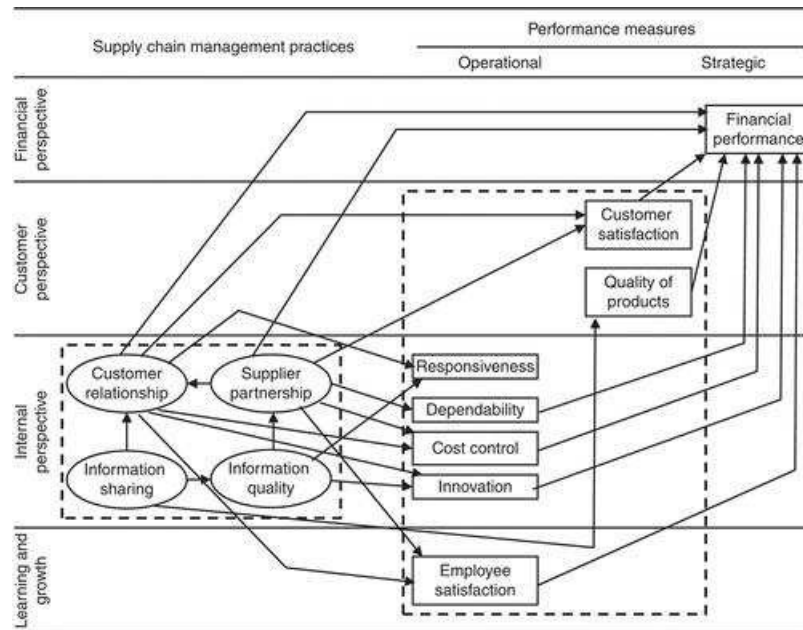 Supply chain management practices
Performance measures
Operational
Strategic
Financial
perspective
Financial
performance
Customer
perspective
Customer
satisfaction
Quality of
products
Internal
perspective
Customer
relationship
Supplier
partnership
Responsiveness
Dependability
Cost control
Information
sharing
Information
quality
Innovation
Learning and
growth
Employee
satisfaction